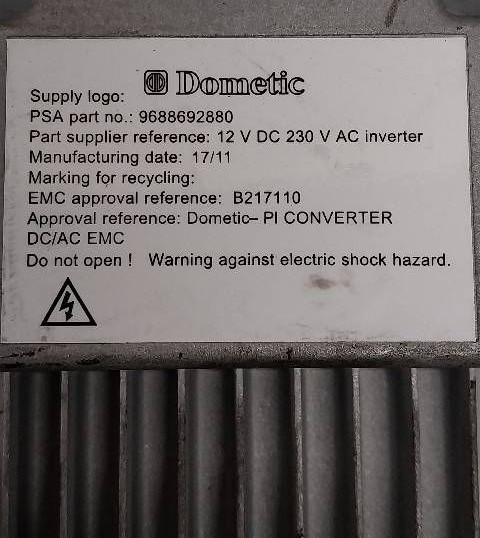 Supply logo: Dometic
PSA part no.: 9688692880
Part supplier reference: 12 V DC 230 V AC inverter
Manufacturing date: 17/11
Marking for recycling:
EMC approval reference: B217110
Approval reference: Dometic– PI CONVERTER
DC/AC EMC
Do not open ! Warning against electric shock hazard.